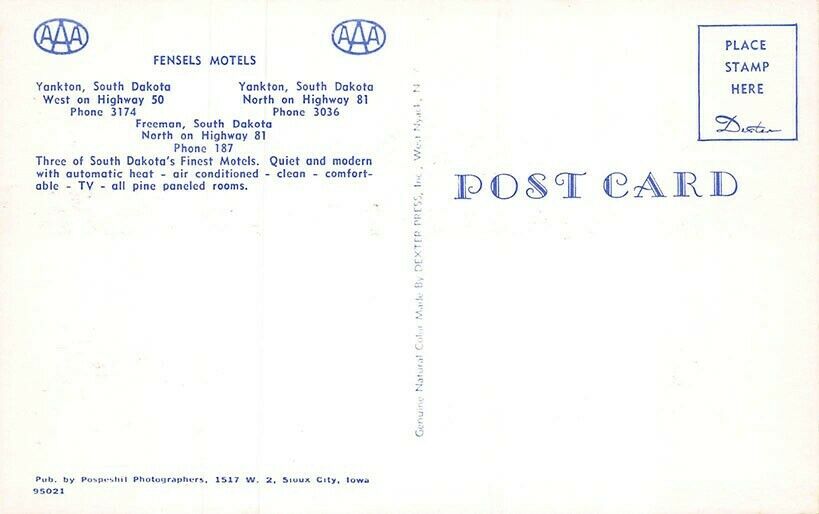 AAA AAA
FENSELS MOTELS
Yankton, South Dakota
West on Highway 50
Phone 3174
Yankton, South Dakota
North on Highway 81
Phone 3036
Freeman, South Dakota
North on Highway 81
Phone 187
Three of South Dakota's Finest Motels. Quiet and modern
with automatic heat - air conditioned - clean - comfort-
able - TV - all pine paneled rooms.
Pub. by Pospeshil Photographers, 1517 W. 2, Sioux City, Iowa
95021
Genuine Natural Color Made By DEXTER PRESS, Inc., West Nyack, N
PLACE
STAMP
HERE
Dexter
POST CARD